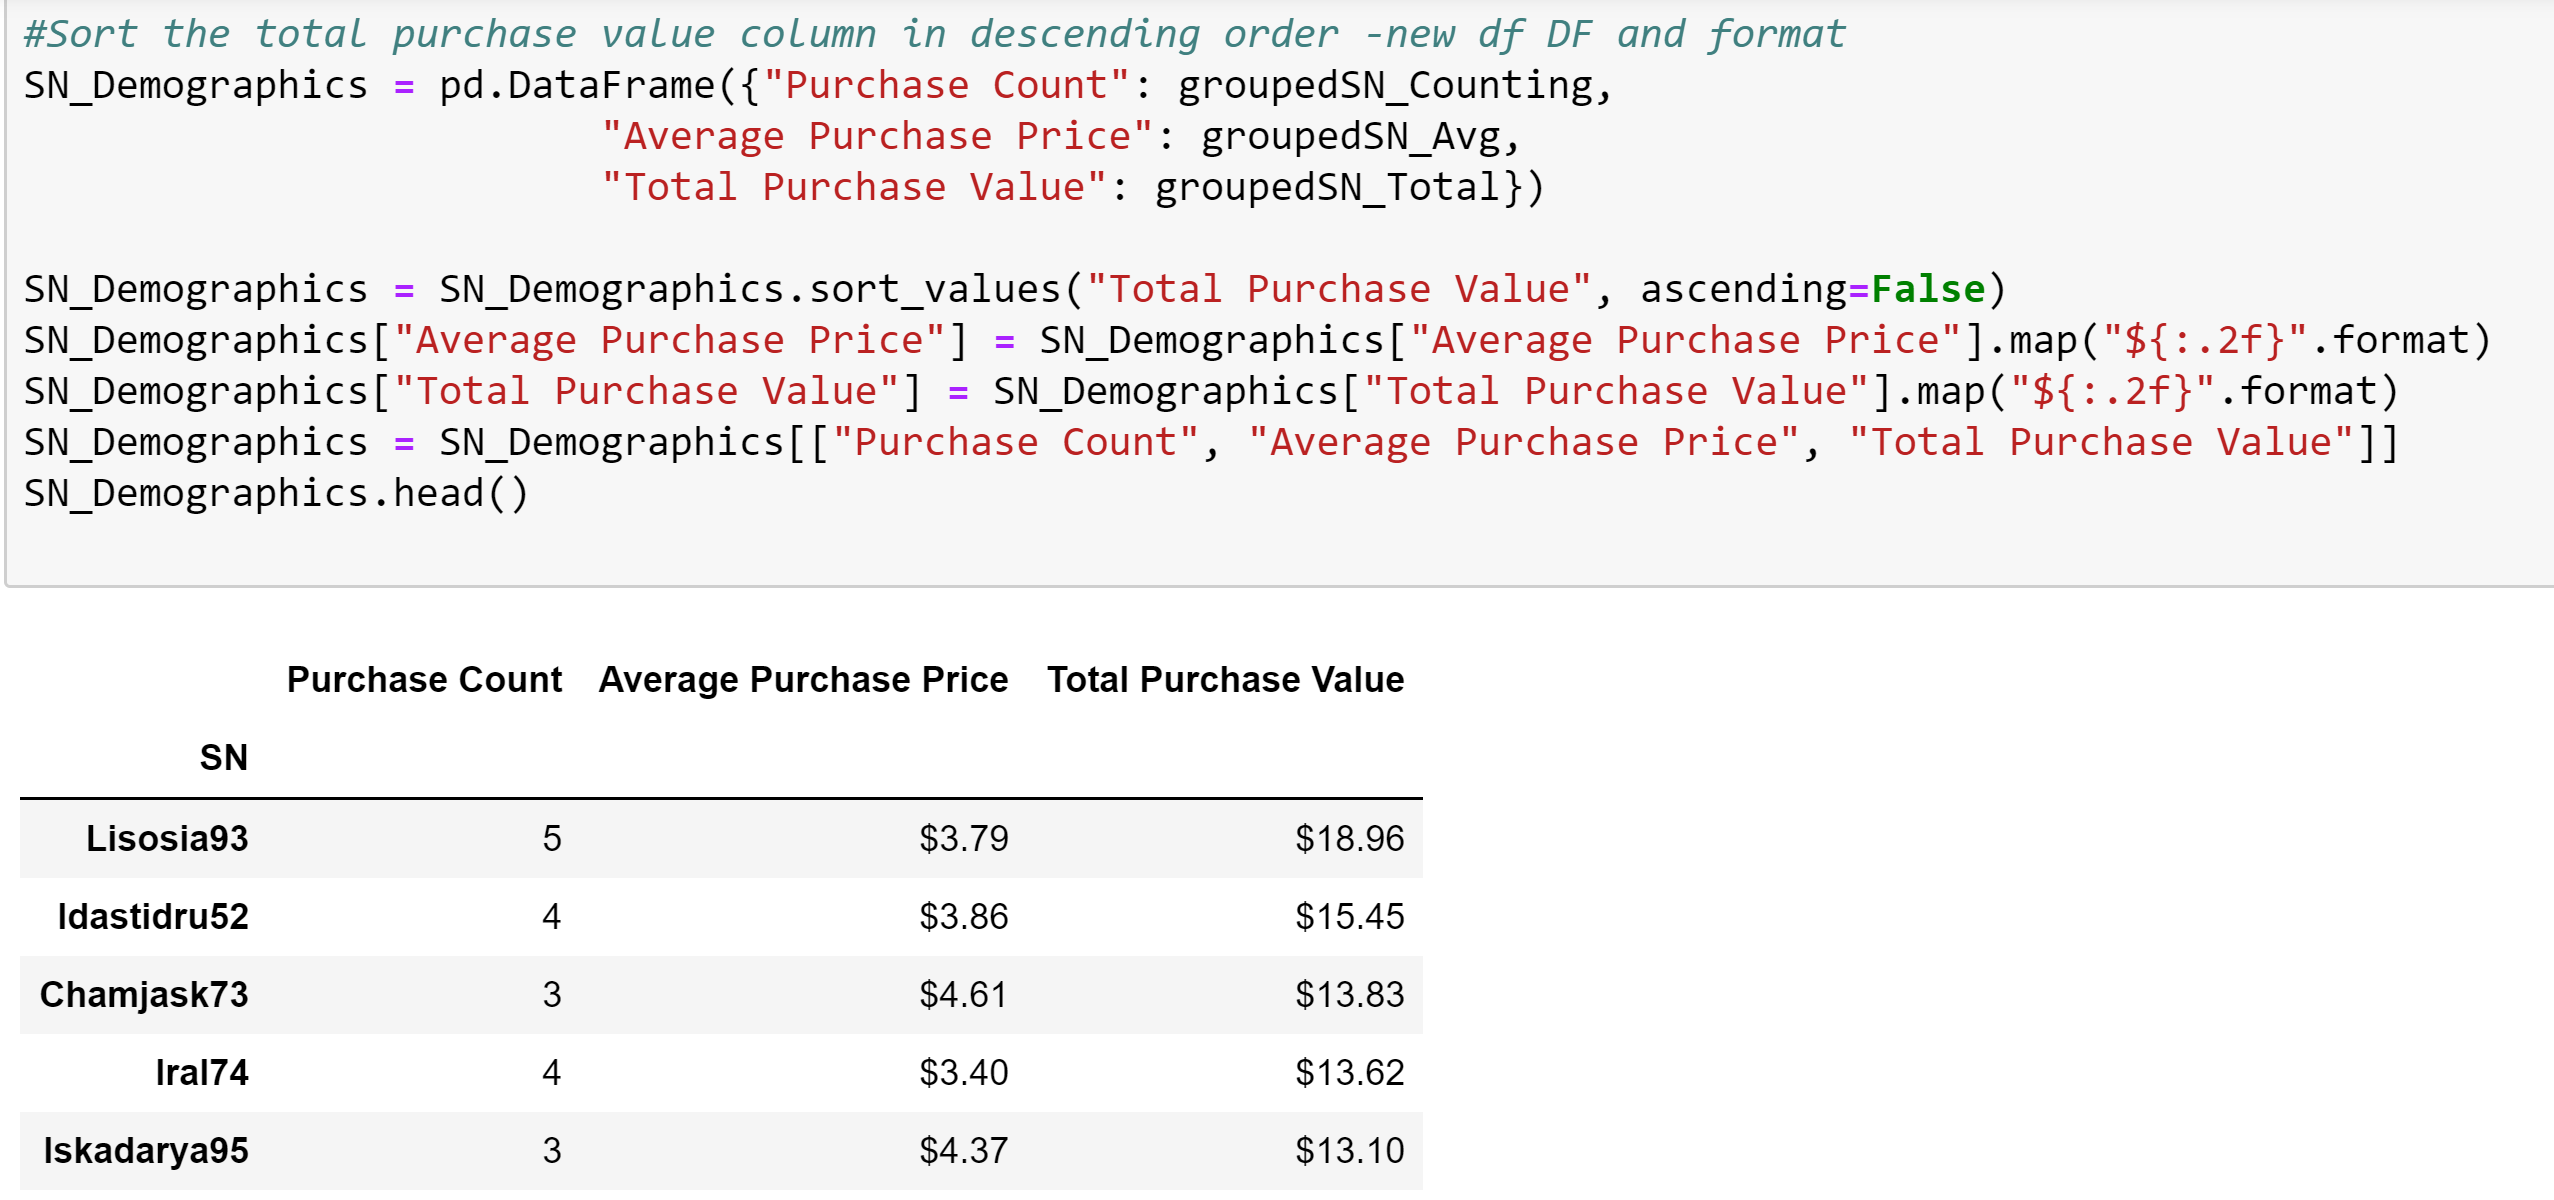 #Sort the total purchase value column in descending order -new df DF and format
SN_Demographics = pd.DataFrame({"Purchase Count": groupedSN_Counting,
"Average Purchase Price": groupedSN_Avg,
"Total Purchase Value": groupedSN_Total})
SN_Demographics = SN_Demographics.sort_values("Total Purchase Value", ascending=False)
SN_Demographics["Average Purchase Price"] = SN_Demographics["Average Purchase Price"].map("${:.2f}".format)
SN_Demographics["Total Purchase Value"] = SN_Demographics["Total Purchase Value"].map("${:.2f}".format)
SN_Demographics = SN_Demographics[["Purchase Count", "Average Purchase Price", "Total Purchase Value"]]
SN_Demographics.head()
Purchase Count Average Purchase Price Total Purchase Value
SN
Lisosia93 5 $3.79 $18.96
Idastidru52 4 $3.86 $15.45
Chamjask73 3 $4.61 $13.83
Iral74 4 $3.40 $13.62
Iskadarya95 3 $4.37 $13.10